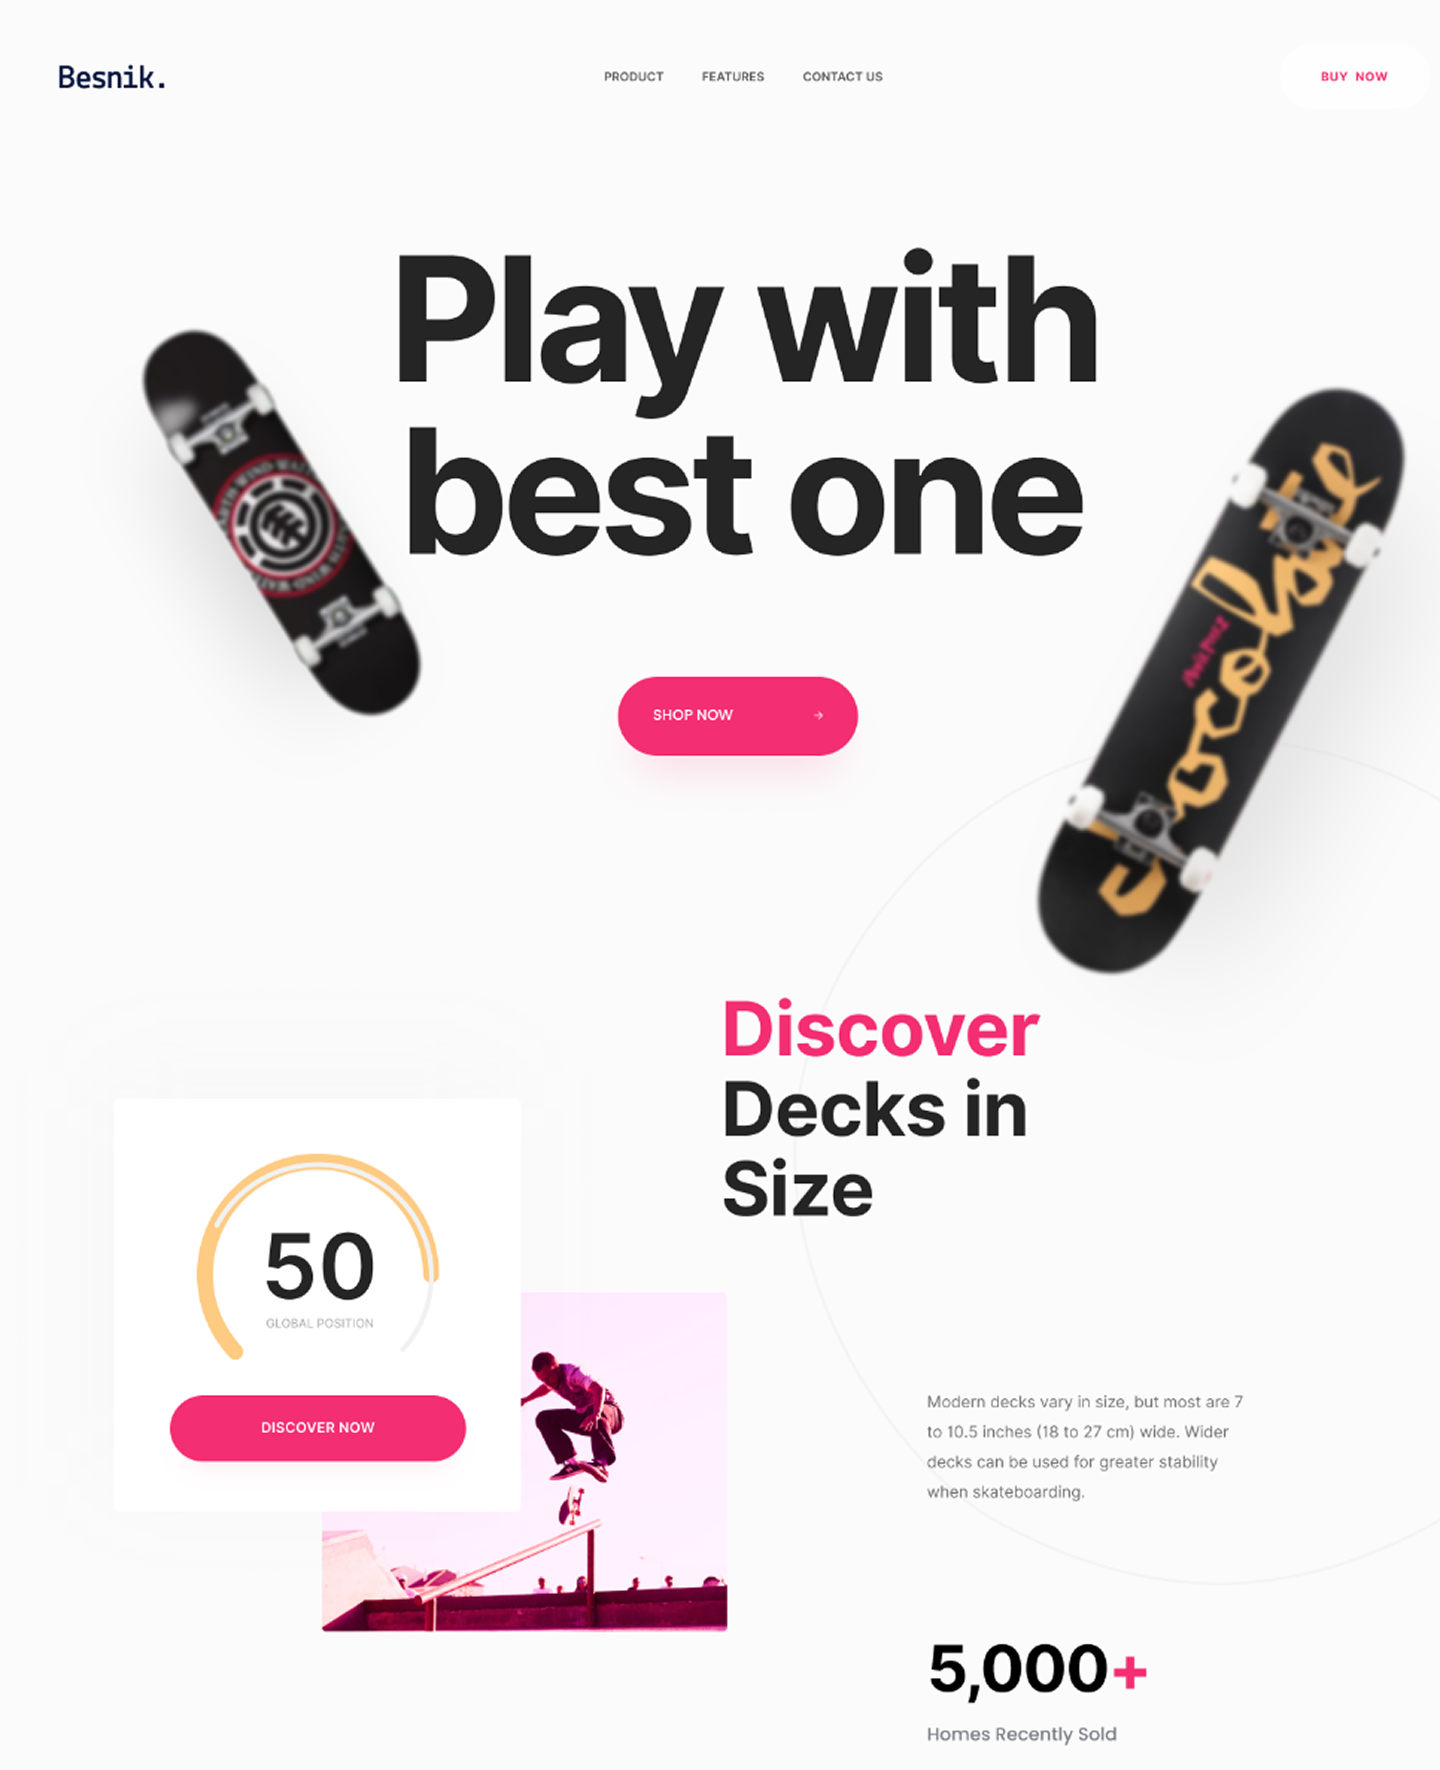 Besnik.
PRODUCT FEATURES CONTACT US
BUY NOW
Play with
best one
SHOP NOW →
Discover
Decks in
Size
50
GLOBAL POSITION
DISCOVER NOW
Modern decks vary in size, but most are 7
to 10.5 inches (18 to 27 cm) wide. Wider
decks can be used for greater stability
when skateboarding.
5,000+
Homes Recently Sold